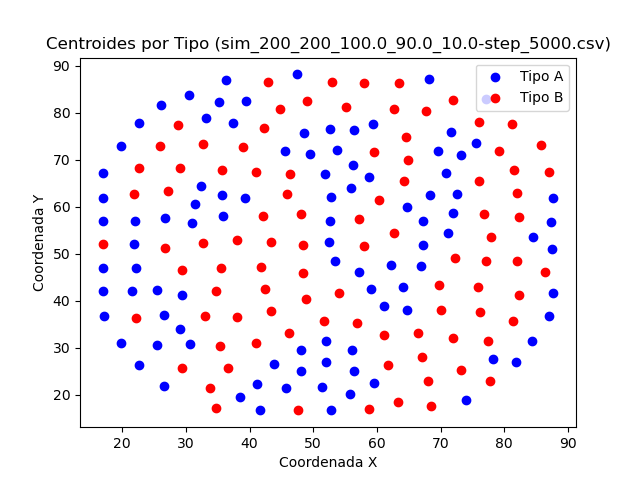 Centroides por Tipo (sim_200_200_100.0_90.0_10.0-step_5000.csv)
Tipo A
Tipo B
90
80
70
60
50
40
30
20
Coordenada Y
20 30 40 50 60 70 80 90
Coordenada X